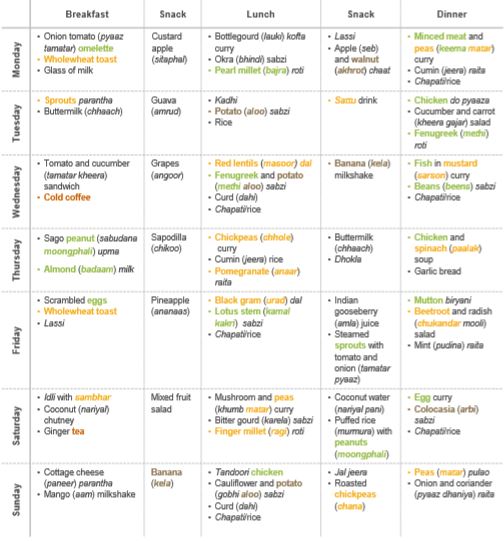 Breakfast Snack Lunch Snack Dinner
Monday
• Onion tomato (pyaaz
tamatar) omelette
• Wholewheat toast
• Glass of milk
Custard
apple
(sitaphal)
• Bottlegourd (lauki) kofta
curry
• Okra (bhindi) sabzi
• Pearl millet (bajra) roti
• Lassi
• Apple (seb)
and walnut
(akhrot) chaat
• Minced meat and
peas (keema matar)
curry
• Cumin (jeera) raita
• Chapati/rice
Tuesday
• Sprouts parantha
• Buttermilk (chhaach)
Guava
(amrud)
• Kadhi
• Potato (aloo) sabzi
• Rice
• Sattu drink
• Chicken do pyaaza
• Cucumber and carrot
(kheera gajar) salad
• Fenugreek (methi)
roti
Wednesday
• Tomato and cucumber
(tamatar kheera)
sandwich
• Cold coffee
Grapes
(angoor)
• Red lentils (masoor) dal
• Fenugreek and potato
(methi aloo) sabzi
• Curd (dahi)
• Chapati/rice
• Banana (kela)
milkshake
• Fish in mustard
(sarson) curry
• Beans (beens) sabzi
• Chapati/rice
Thursday
• Sago peanut (sabudana
moongphali) upma
• Almond (badaam) milk
Sapodilla
(chikoo)
• Chickpeas (chhole)
curry
• Cumin (jeera) rice
• Pomegranate (anaar)
raita
• Buttermilk
(chhaach)
• Dhokla
• Chicken and
spinach (paalak)
soup
• Garlic bread
Friday
• Scrambled eggs
• Wholewheat toast
• Lassi
Pineapple
(ananaas)
• Black gram (urad) dal
• Lotus stem (kamal
kakri) sabzi
• Chapati/rice
• Indian
gooseberry
(amla) juice
• Steamed
sprouts with
tomato and
onion (tamatar
pyaaz)
• Mutton biryani
• Beetroot and radish
(chukandar mooli)
salad
• Mint (pudina) raita
Saturday
• Idli with sambhar
• Coconut (nariyal)
chutney
• Ginger tea
Mixed fruit
salad
• Mushroom and peas
(khumb matar) curry
• Bitter gourd (karela) sabzi
• Finger millet (ragi) roti
• Coconut water
(nariyal pani)
• Puffed rice
(murmura) with
peanuts
(moongphali)
• Egg curry
• Colocasia (arbi)
sabzi
• Chapati/rice
Sunday
• Cottage cheese
(paneer) parantha
• Mango (aam) milkshake
Banana
(kela)
• Tandoori chicken
• Cauliflower and potato
(gobhi aloo) sabzi
• Curd (dahi)
• Chapati/rice
• Jal jeera
• Roasted
chickpeas
(chana)
• Peas (matar) pulao
• Onion and coriander
(pyaaz dhaniya) raita